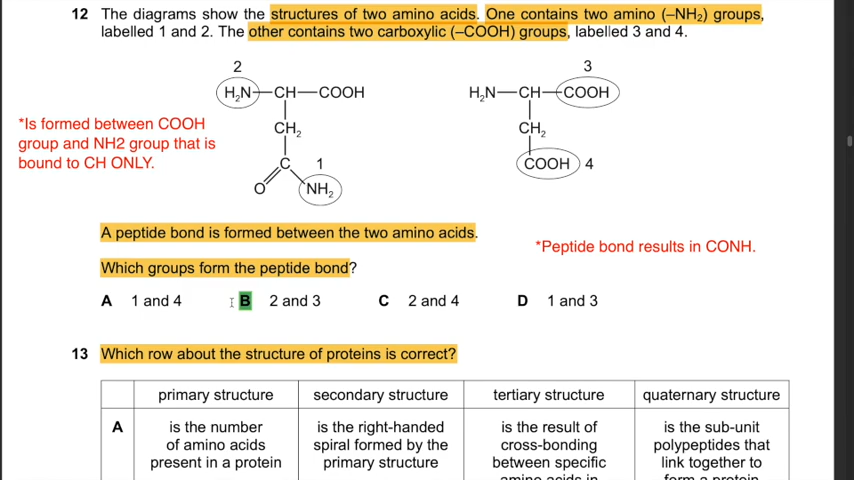 12 The diagrams show the structures of two amino acids. One contains two amino (–NH₂) groups,
labelled 1 and 2. The other contains two carboxylic (–COOH) groups, labelled 3 and 4.
2
H₂N CH COOH
CH₂
C 1
O NH₂
3
H₂N CH COOH
CH₂
COOH 4
*Is formed between COOH
group and NH2 group that is
bound to CH ONLY.
A peptide bond is formed between the two amino acids.
*Peptide bond results in CONH.
Which groups form the peptide bond?
A 1 and 4 B 2 and 3 C 2 and 4 D 1 and 3
13 Which row about the structure of proteins is correct?
primary structure secondary structure tertiary structure quaternary structure
A
is the number
of amino acids
present in a protein
is the right-handed
spiral formed by the
primary structure
is the result of
cross-bonding
between specific
amino acids in
is the sub-unit
polypeptides that
link together to
form a protein